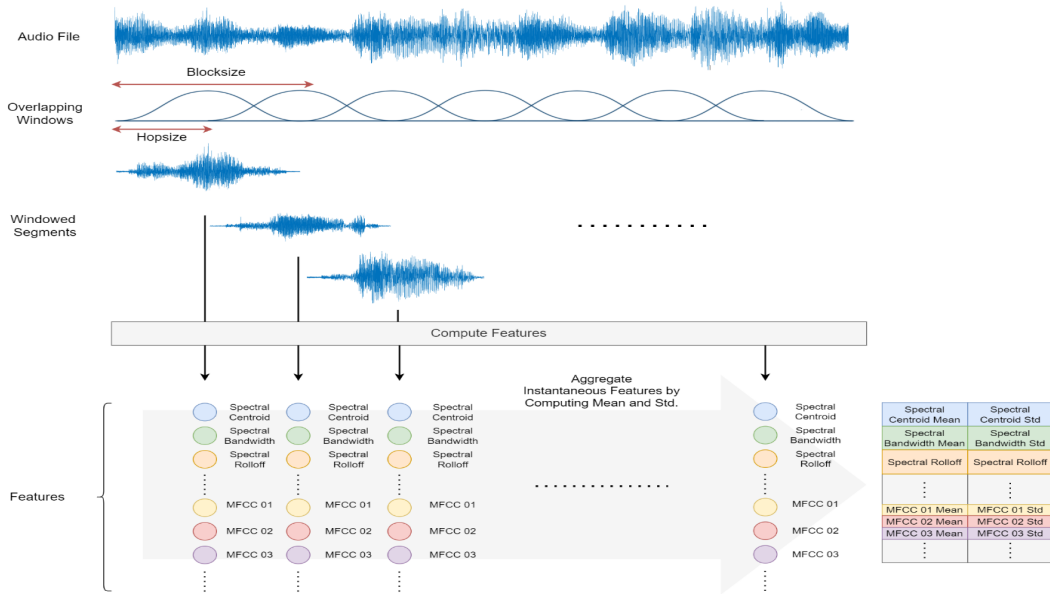 Audio File
Blocksize
Overlapping
Windows
Hopsize
Windowed
Segments
Compute Features
Aggregate
Instantaneous Features by
Computing Mean and Std.
Features
Spectral
Centroid
Spectral
Centroid
Spectral
Centroid
Spectral
Centroid
Spectral
Bandwidth
Spectral
Bandwidth
Spectral
Bandwidth
Spectral
Bandwidth
Spectral
Rolloff
Spectral
Rolloff
Spectral
Rolloff
Spectral
Rolloff
MFCC 01
MFCC 01
MFCC 01
MFCC 01
MFCC 02
MFCC 02
MFCC 02
MFCC 02
MFCC 03
MFCC 03
MFCC 03
MFCC 03
Spectral
Centroid Mean
Spectral
Centroid Std
Spectral
Bandwidth Mean
Spectral
Bandwidth Std
Spectral Rolloff
Spectral Rolloff
MFCC 01 Mean
MFCC 01 Std
MFCC 02 Mean
MFCC 02 Std
MFCC 03 Mean
MFCC 03 Std